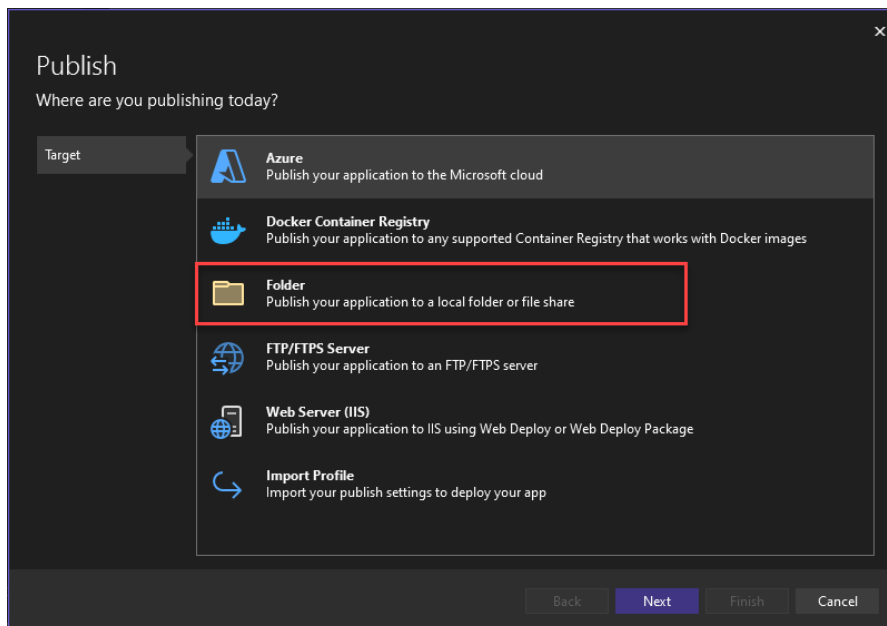 Publish
Where are you publishing today?
Target
Azure
Publish your application to the Microsoft cloud
Docker Container Registry
Publish your application to any supported Container Registry that works with Docker images
Folder
Publish your application to a local folder or file share
FTP/FTPS Server
Publish your application to an FTP/FTPS server
Web Server (IIS)
Publish your application to IIS using Web Deploy or Web Deploy Package
Import Profile
Import your publish settings to deploy your app
Back
Next
Finish
Cancel